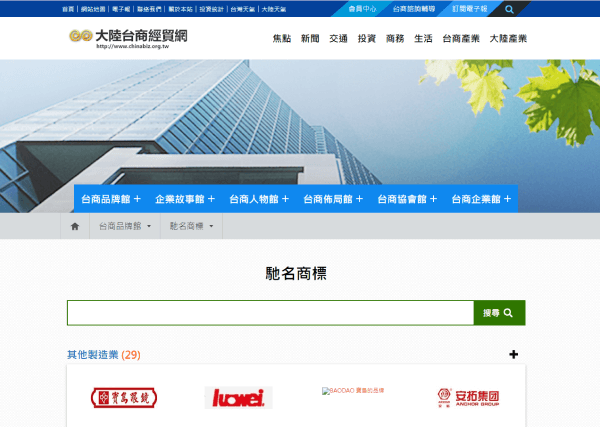 首頁 | 網站地圖 | 電子報 | 聯絡我們 | 關於本站 | 投資統計 | 台灣天氣 | 大陸天氣
會員中心 台商諮詢輔導 訂閱電子報
大陸台商經貿網
http://www.chinabiz.org.tw
焦點 新聞 交通 投資 商務 生活 台商產業 大陸產業
台商品牌館 + 企業故事館 + 台商人物館 + 台商佈局館 + 台商協會館 + 台商企業館 +
台商品牌館 馳名商標
馳名商標
搜尋
其他製造業 (29)
寶島眼鏡 luowei. GAODAO 高島的品牌 安拓集团
ANCHOR GROUP